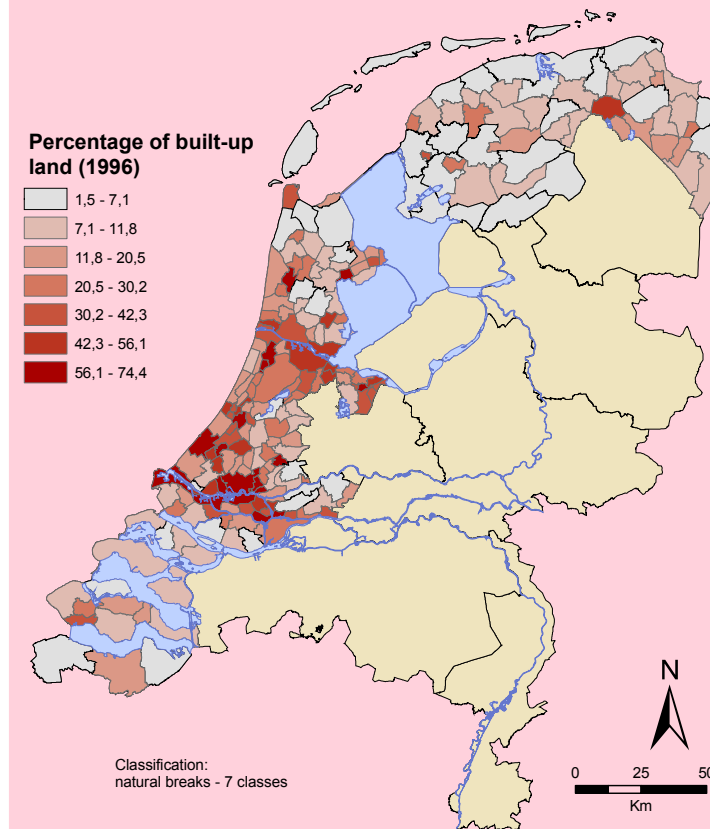 Percentage of built-up
land (1996)
1,5 - 7,1
7,1 - 11,8
11,8 - 20,5
20,5 - 30,2
30,2 - 42,3
42,3 - 56,1
56,1 - 74,4
N
Classification:
natural breaks - 7 classes
0 25 50
Km